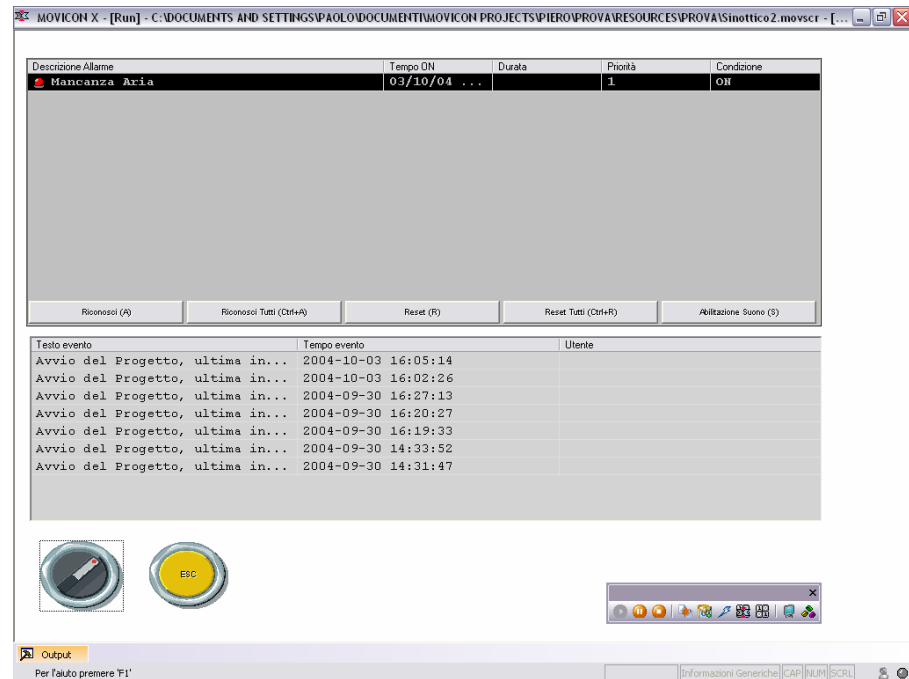 MOVICON X - [Run] - C:\DOCUMENTS AND SETTINGS\PAOLO\DOCUMENTI\MOVICON PROJECTS\PIERO\PROVA\RESOURCES\PROVA\Sinottico2.movscr - [...
Descrizione Allarme Tempo ON Durata Priorità Condizione
Mancanza Aria 03/10/04 ... 1 ON
Riconosci (A) Riconosci Tutti (Ctrl+A) Reset (R) Reset Tutti (Ctrl+R) Abilitazione Suono (S)
Testo evento Tempo evento Utente
Avvio del Progetto, ultima in... 2004-10-03 16:05:14
Avvio del Progetto, ultima in... 2004-10-03 16:02:26
Avvio del Progetto, ultima in... 2004-09-30 16:27:13
Avvio del Progetto, ultima in... 2004-09-30 16:20:27
Avvio del Progetto, ultima in... 2004-09-30 16:19:33
Avvio del Progetto, ultima in... 2004-09-30 14:33:52
Avvio del Progetto, ultima in... 2004-09-30 14:31:47
ESC
Output
Per l'aiuto premere 'F1' Informazioni Generiche CAP NUM SCRL